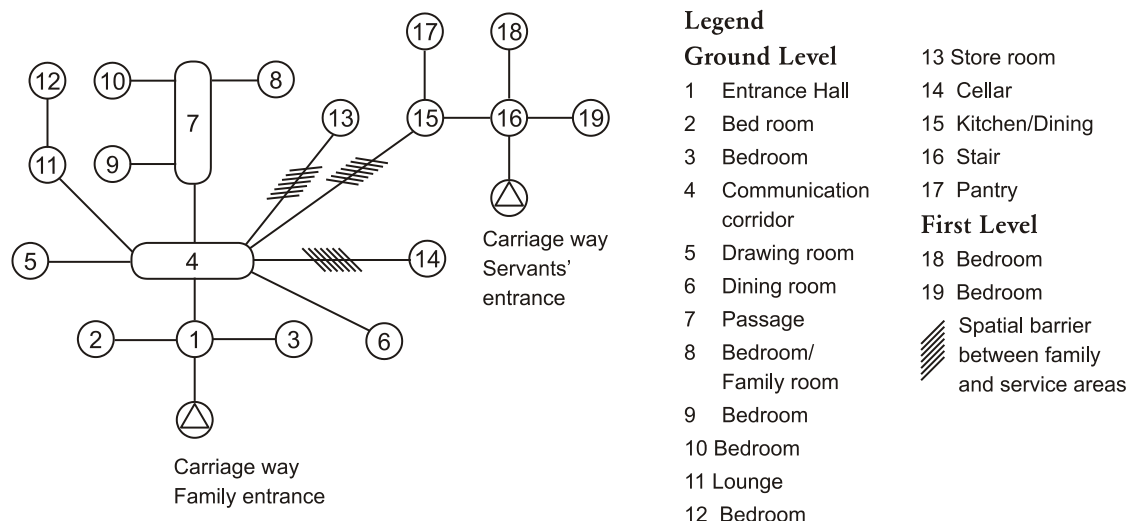 17
18
12
10
8
7
13
15
16
19
11
9
5
4
14
2
1
3
6
Carriage way
Servants’
entrance
Carriage way
Family entrance
Legend
Ground Level
1 Entrance Hall
2 Bed room
3 Bedroom
4 Communication
corridor
5 Drawing room
6 Dining room
7 Passage
8 Bedroom/
Family room
9 Bedroom
10 Bedroom
11 Lounge
12 Bedroom
13 Store room
14 Cellar
15 Kitchen/Dining
16 Stair
17 Pantry
First Level
18 Bedroom
19 Bedroom
Spatial barrier
between family
and service areas